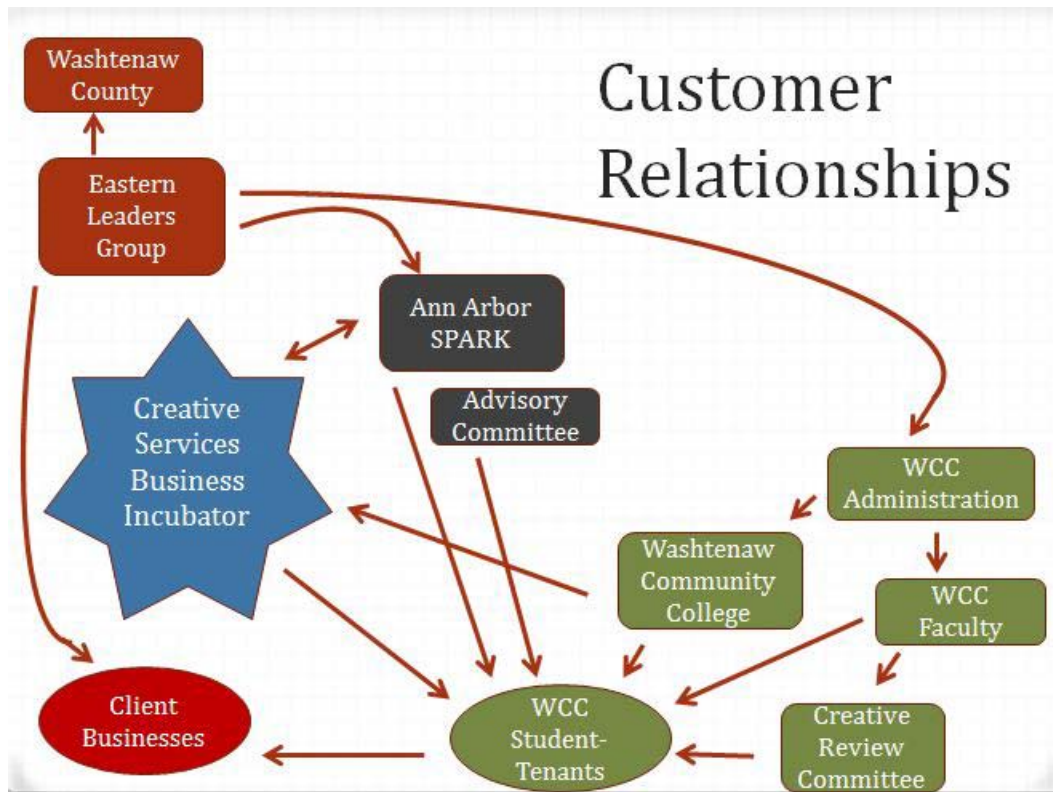 Customer
Relationships
Washtenaw
County
Eastern
Leaders
Group
Ann Arbor
SPARK
Advisory
Committee
Creative
Services
Business
Incubator
WCC
Administration
Washtenaw
Community
College
WCC
Faculty
Client
Businesses
WCC
Student-
Tenants
Creative
Review
Committee